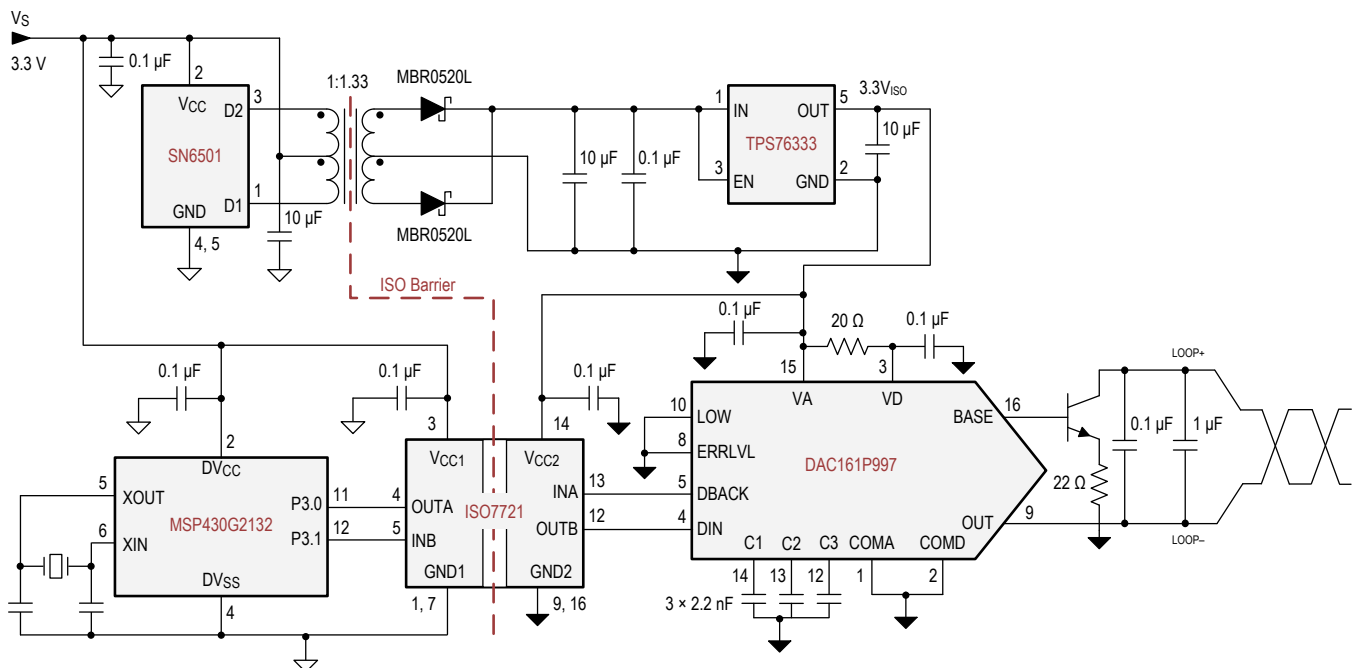 VS
3.3 V
0.1 µF
2
VCC
D2
3
SN6501
D1
1
GND
4, 5
10 µF
1:1.33
MBR0520L
MBR0520L
10 µF
0.1 µF
1
IN
OUT
5
3.3VISO
TPS76333
10 µF
3
EN
GND
2
ISO Barrier
0.1 µF
0.1 µF
0.1 µF
0.1 µF
20 Ω
0.1 µF
2
DVCC
5
XOUT
P3.0
11
MSP430G2132
6
XIN
P3.1
12
DVSS
4
3
14
VCC1
VCC2
4
OUTA
INA
13
ISO7721
5
INB
OUTB
12
GND1
GND2
1, 7
9, 16
15
3
VA
VD
10
LOW
BASE
16
8
ERRLVL
DAC161P997
5
DBACK
4
DIN
OUT
9
C1
C2
C3
COMA
COMD
14
13
12
1
2
3 × 2.2 nF
22 Ω
0.1 µF
1 µF
LOOP+
LOOP–